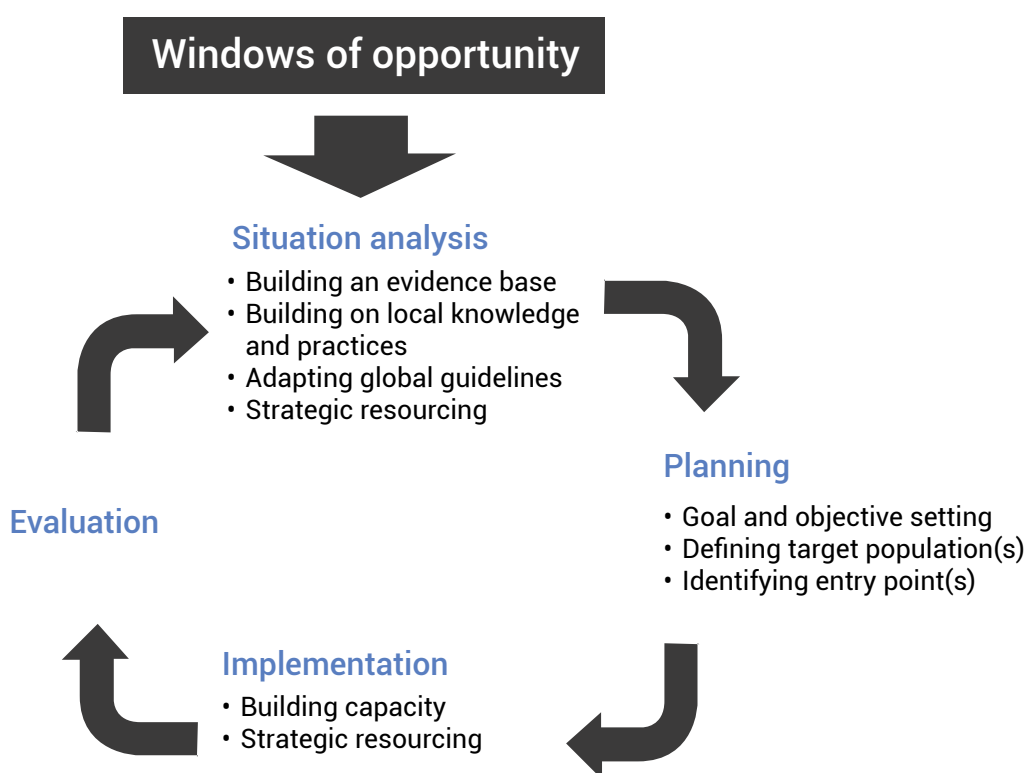 Windows of opportunity
Situation analysis
• Building an evidence base
• Building on local knowledge
and practices
• Adapting global guidelines
• Strategic resourcing
Planning
• Goal and objective setting
• Defining target population(s)
• Identifying entry point(s)
Evaluation
Implementation
• Building capacity
• Strategic resourcing